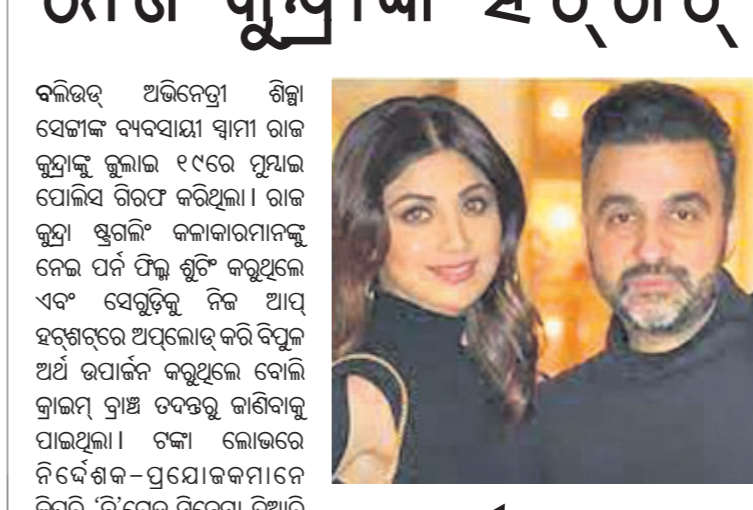 ବଲିଉଡ୍ ଅଭିନେତ୍ରୀ ଶିଳ୍ପା
ସେଟ୍ଟୀଙ୍କ ବ୍ୟବସାୟୀ ସ୍ୱାମୀ ରାଜ
କୁନ୍ଦ୍ରାଙ୍କୁ ଜୁଲାଇ ୧୯ରେ ମୁମ୍ବାଇ
ପୋଲିସ ଗିରଫ କରିଥିଲା। ରାଜ
କୁନ୍ଦ୍ରା ଷ୍ଟ୍ରଗଲିଂ କଳାକାରମାନଙ୍କୁ
ନେଇ ପର୍ନ ଫିଲ୍ମ ଶୁଟିଂ କରୁଥିଲେ
ଏବଂ ସେଗୁଡ଼ିକୁ ନିଜ ଆପ୍
ହଟ୍‌ଶଟ୍‌ରେ ଅପ୍‌ଲୋଡ୍ କରି ବିପୁଳ
ଅର୍ଥ ଉପାର୍ଜନ କରୁଥିଲେ ବୋଲି
କ୍ରାଇମ୍ ବ୍ରାଞ୍ଚ ତଦନ୍ତରୁ ଜାଣିବାକୁ
ପାଇଥିଲା। ଟଙ୍କା ଲୋଭରେ
ନିର୍ଦ୍ଦେଶକ–ପ୍ରଯୋଜକମାନେ